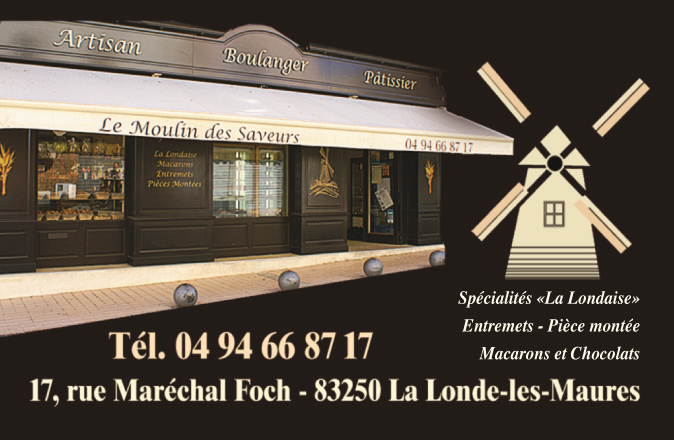 Artisan Boulanger Pâtissier
Le Moulin des Saveurs 04 94 66 87 17
La Londaise
Macarons
Entremets
Pièces Montées
Spécialités «La Londaise»
Entremets - Pièce montée
Macarons et Chocolats
Tél. 04 94 66 87 17
17, rue Maréchal Foch - 83250 La Londe-les-Maures